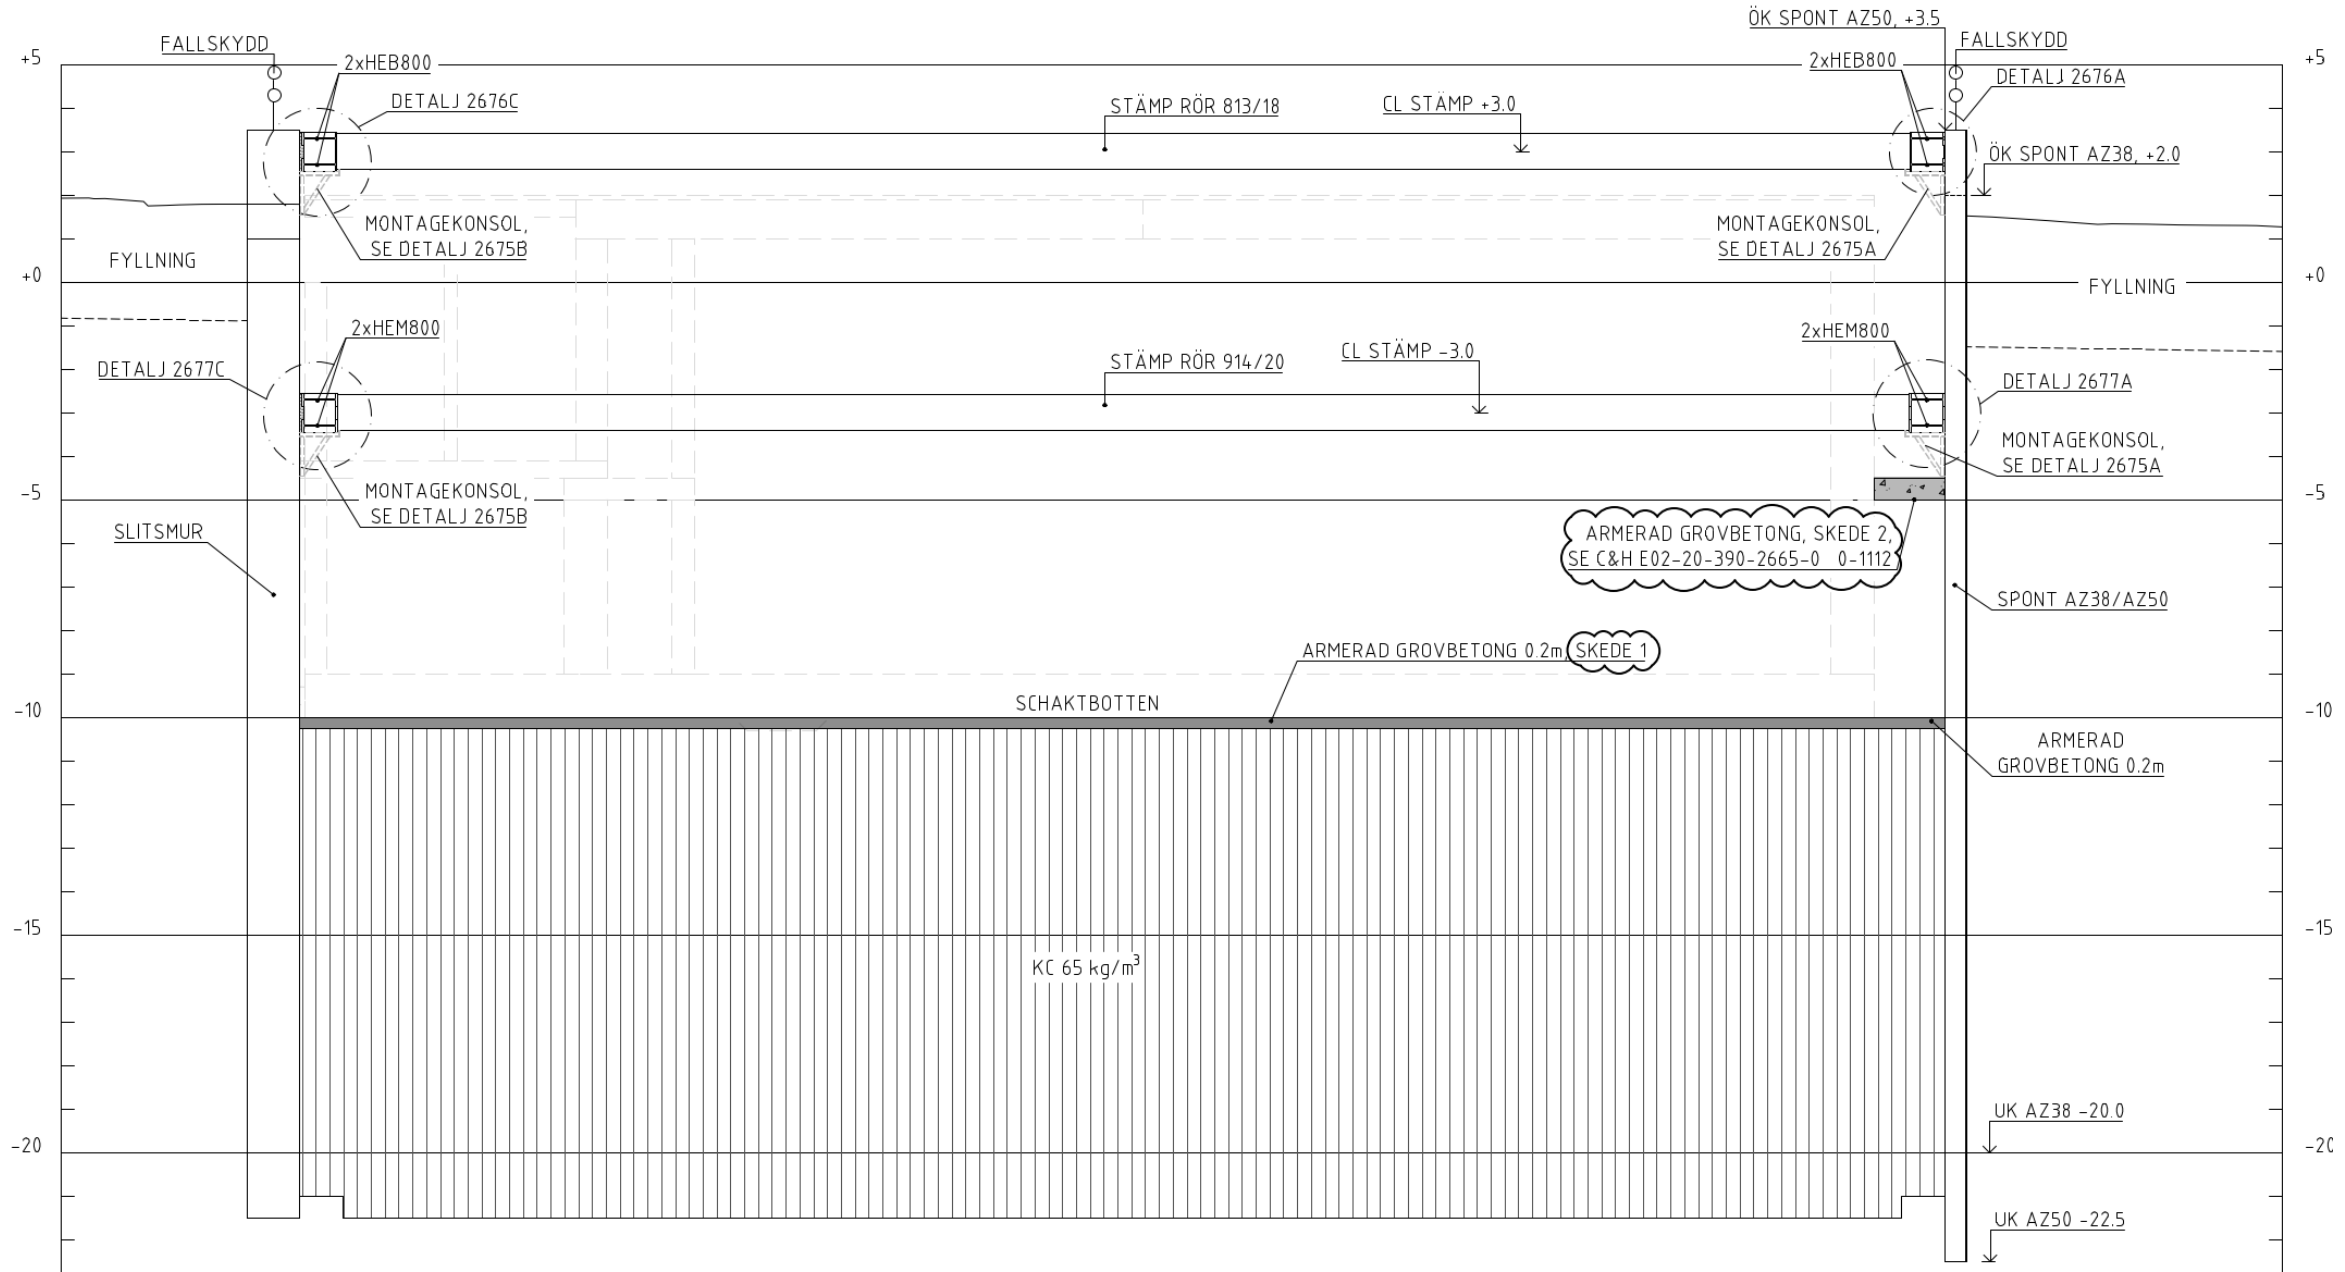 ÖK SPONT AZ50, +3.5
FALLSKYDD
FALLSKYDD
+5
2xHEB800
2xHEB800
+5
DETALJ 2676A
DETALJ 2676C
STÄMP RÖR 813/18
CL STÄMP +3.0
ÖK SPONT AZ38, +2.0
MONTAGEKONSOL,
SE DETALJ 2675B
MONTAGEKONSOL,
SE DETALJ 2675A
FYLLNING
+0
+0
FYLLNING
2xHEM800
2xHEM800
DETALJ 2677C
STÄMP RÖR 914/20
CL STÄMP -3.0
DETALJ 2677A
MONTAGEKONSOL,
SE DETALJ 2675A
-5
MONTAGEKONSOL,
SE DETALJ 2675B
-5
SLITSMUR
ARMERAD GROVBETONG, SKEDE 2,
SE C&H E02-20-390-2665-0 0-1112
SPONT AZ38/AZ50
ARMERAD GROVBETONG 0.2m, SKEDE 1
SCHAKTBOTTEN
-10
-10
ARMERAD
GROVBETONG 0.2m
-15
-15
KC 65 kg/m³
UK AZ38 -20.0
-20
-20
UK AZ50 -22.5